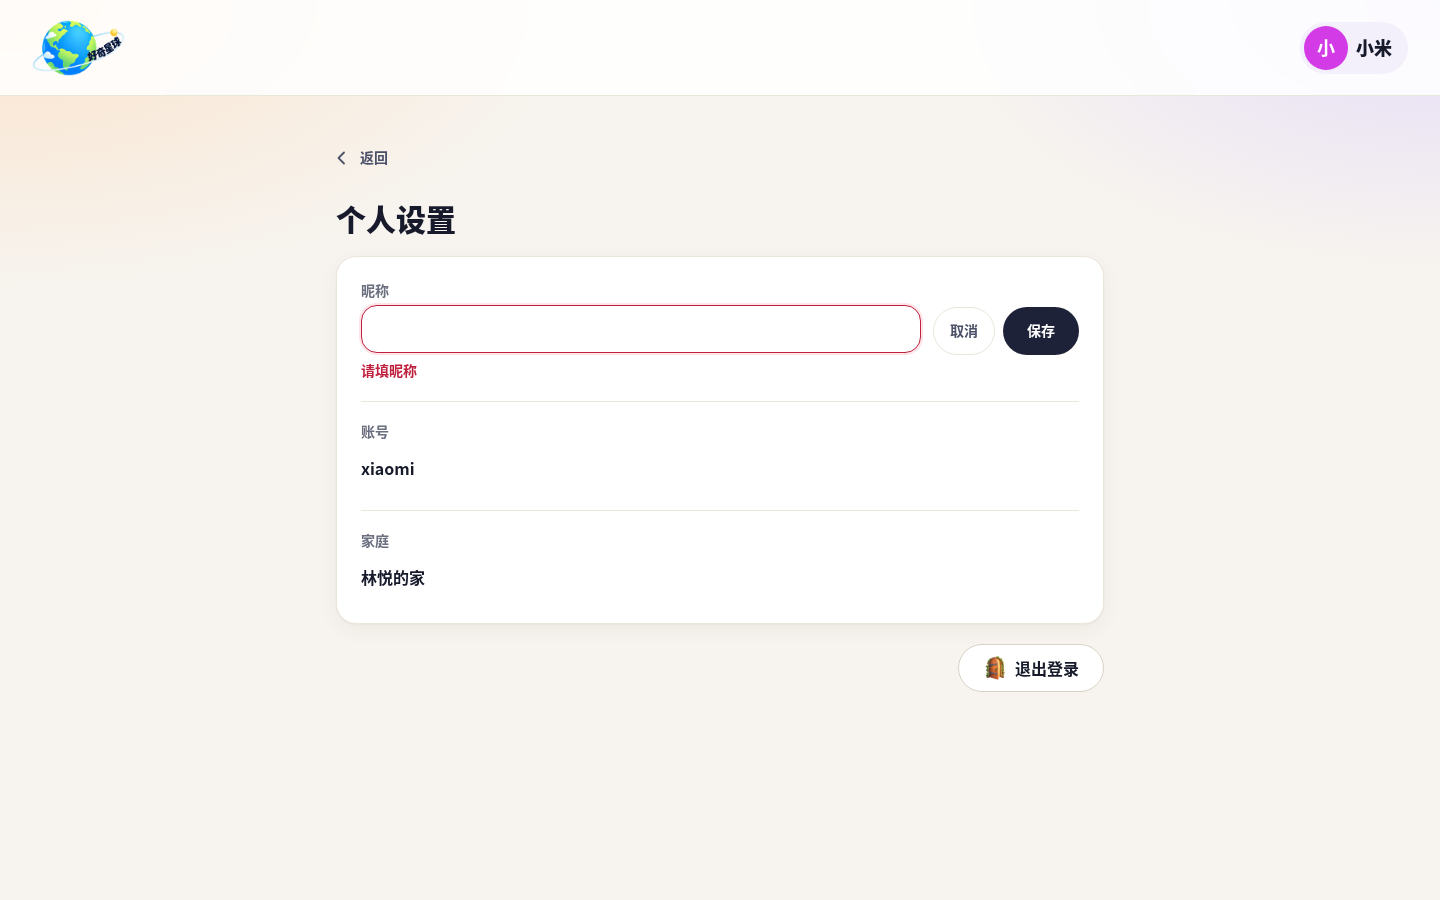 好奇星球
小 小米
返回
个人设置
昵称
取消 保存
请填昵称
账号
xiaomi
家庭
林悦的家
退出登录